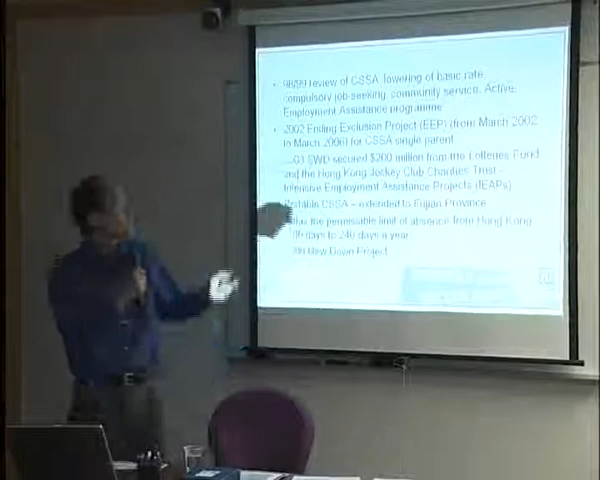 98/99 review of CSSA, lowering of basic rate,
compulsory job-seeking, community service, Active
Employment Assistance programme
2002 Ending Exclusion Project (EEP) (from March 2002
to March 2006) for CSSA single parent
03 SWD secured $200 million from the Lotteries Fund
and the Hong Kong Jockey Club Charities Trust -
Intensive Employment Assistance Projects (IEAPs)
Portable CSSA – extended to Fujian Province
the permissible limit of absence from Hong Kong
days to 240 days a year
New Dawn Project